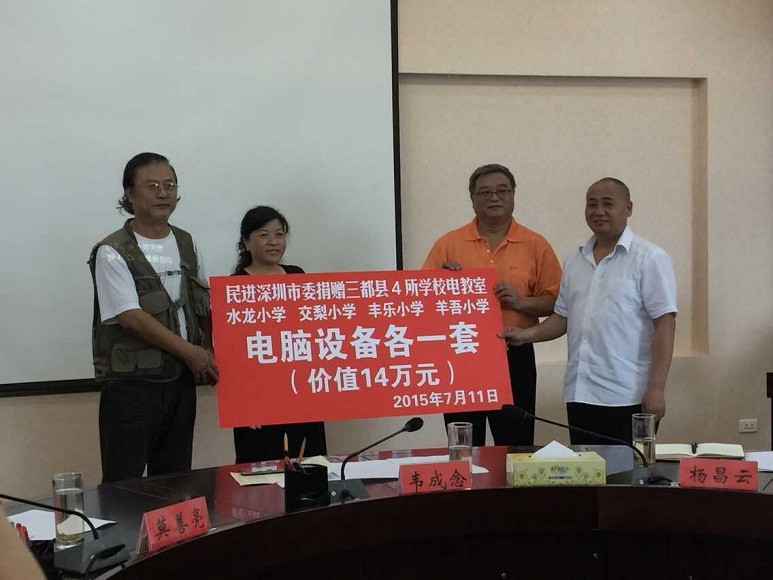 民进深圳市委捐赠三都县4所学校电教室
水龙小学 交梨小学 丰乐小学 羊吾小学
电脑设备各一套
(价值14万元)
2015年7月11日
莫善亮
韦成念
杨昌云